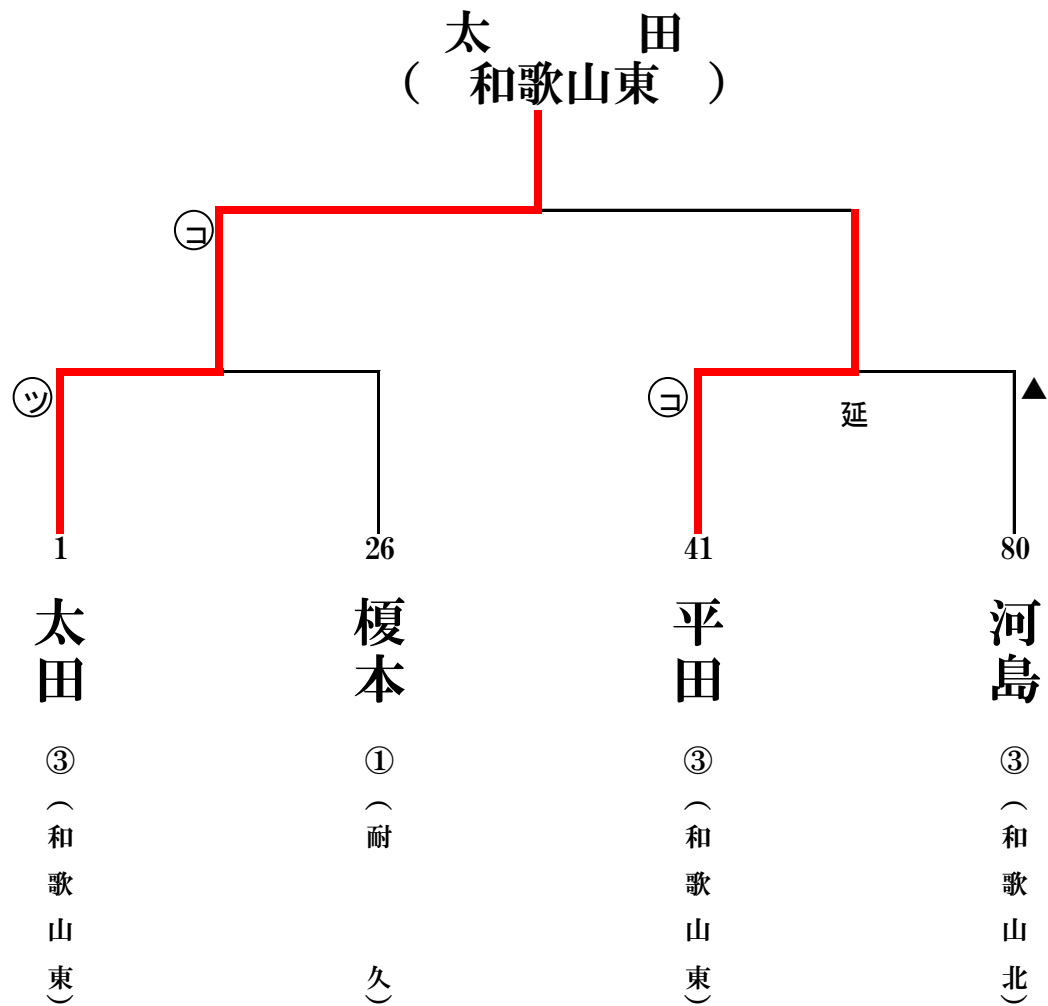 太田
（和歌山東）
コ
ツ
コ
延
▲
1
26
41
80
太田③（和歌山東）
榎本①（耐久）
平田③（和歌山東）
河島③（和歌山北）